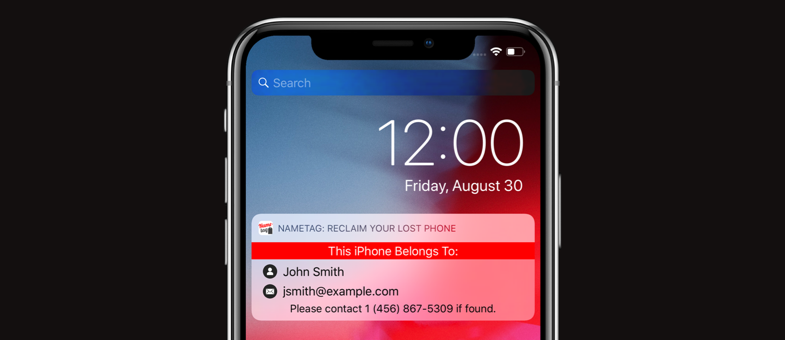 Search
12:00
Friday, August 30
NAMETAG: RECLAIM YOUR LOST PHONE
This iPhone Belongs To:
John Smith
jsmith@example.com
Please contact 1 (456) 867-5309 if found.